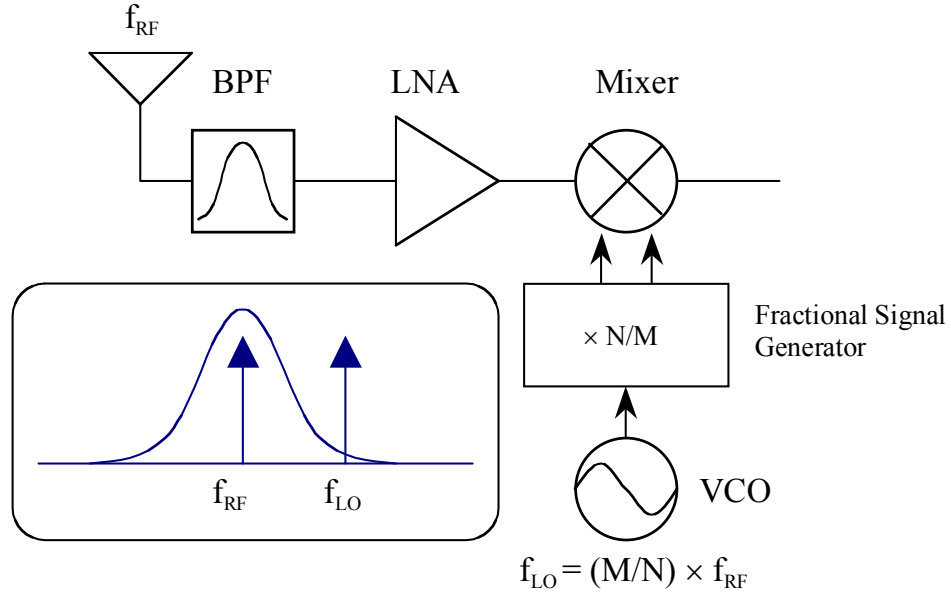 f_RF
BPF
LNA
Mixer
× N/M
Fractional Signal
Generator
f_RF
f_LO
VCO
f_LO = (M/N) × f_RF